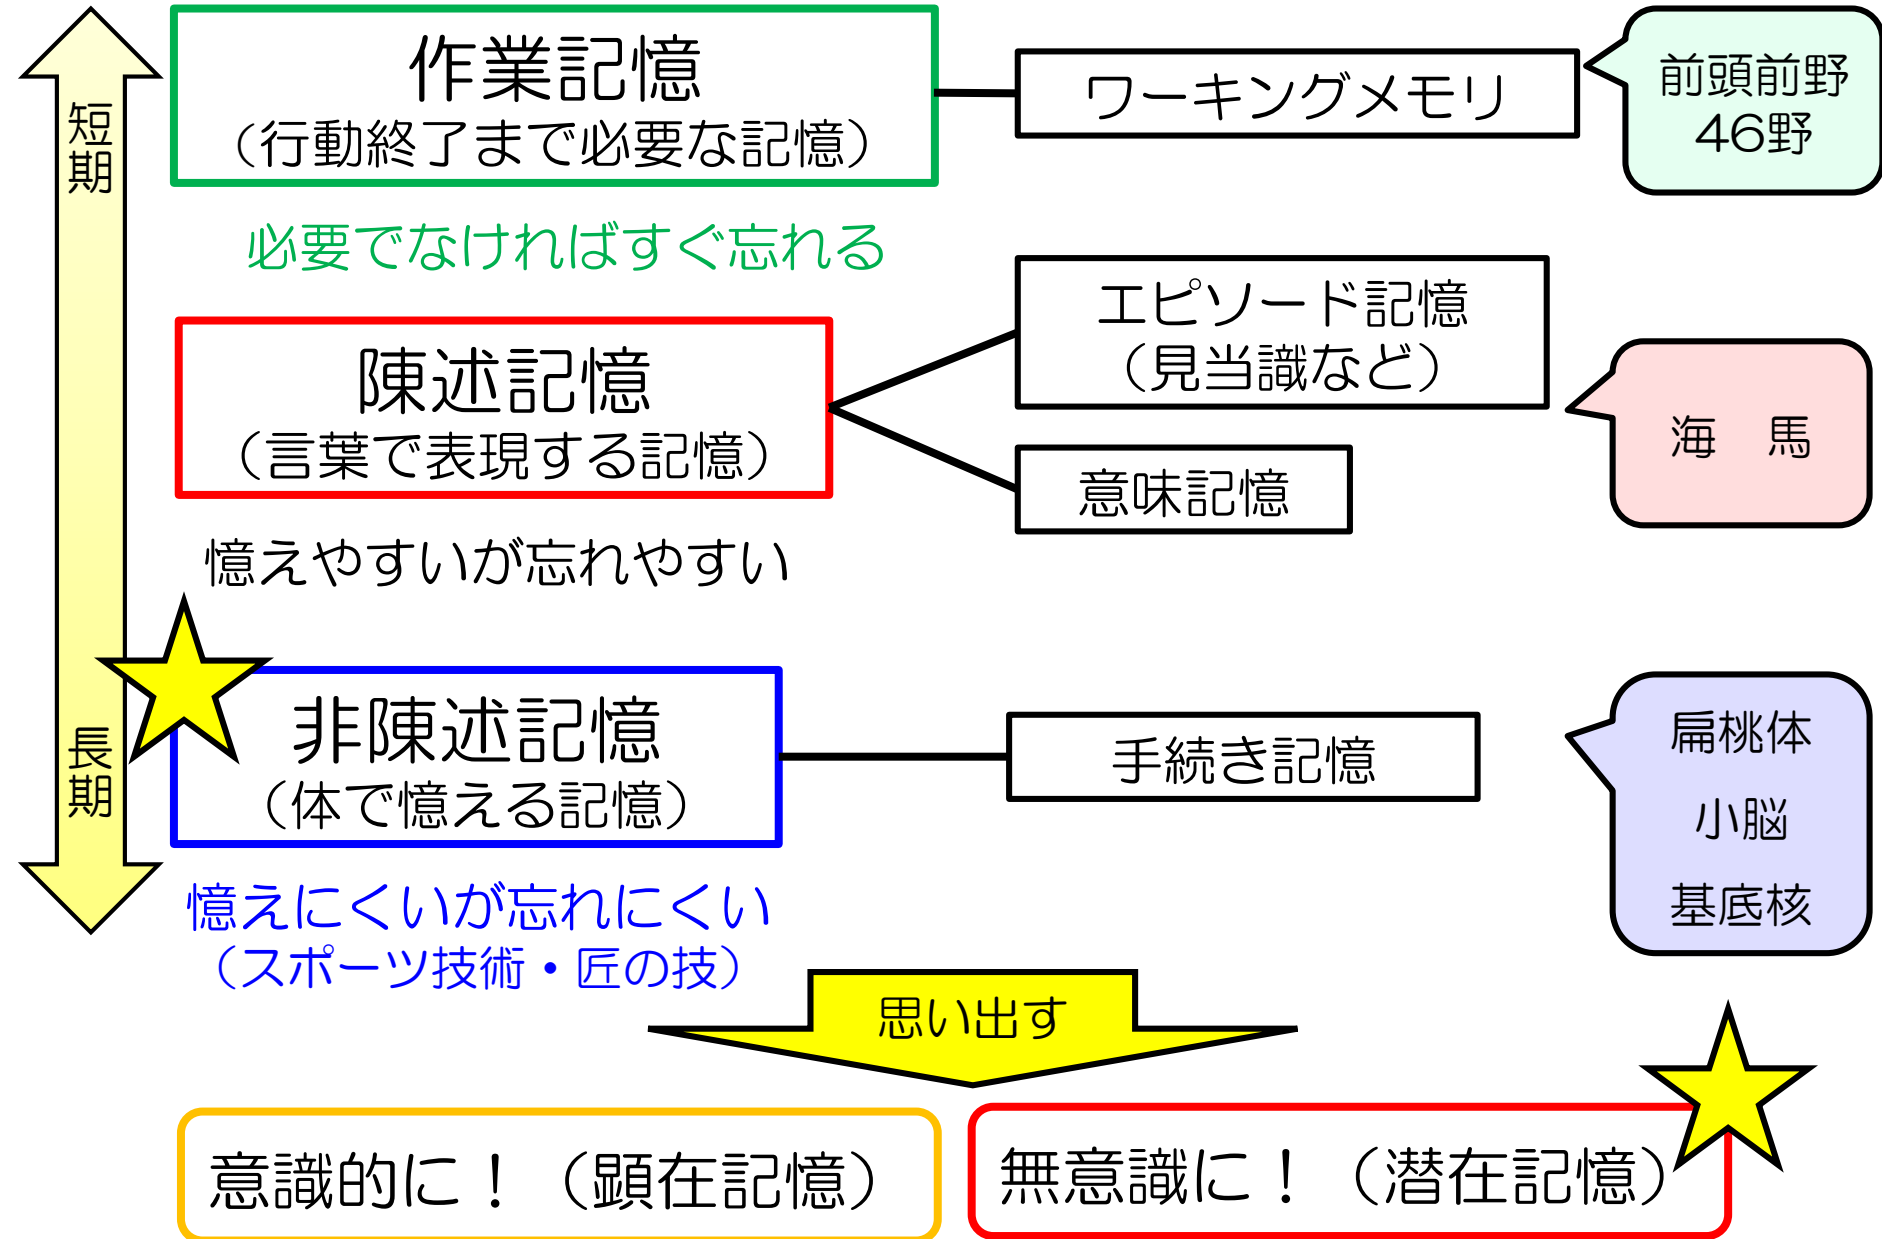 短期
作業記憶
（行動終了まで必要な記憶）
ワーキングメモリ
前頭前野
46野
必要でなければすぐ忘れる
陳述記憶
（言葉で表現する記憶）
エピソード記憶
（見当識など）
意味記憶
海　馬
憶えやすいが忘れやすい
長期
非陳述記憶
（体で憶える記憶）
手続き記憶
扁桃体
小脳
基底核
憶えにくいが忘れにくい
（スポーツ技術・匠の技）
思い出す
意識的に！（顕在記憶）
無意識に！（潜在記憶）